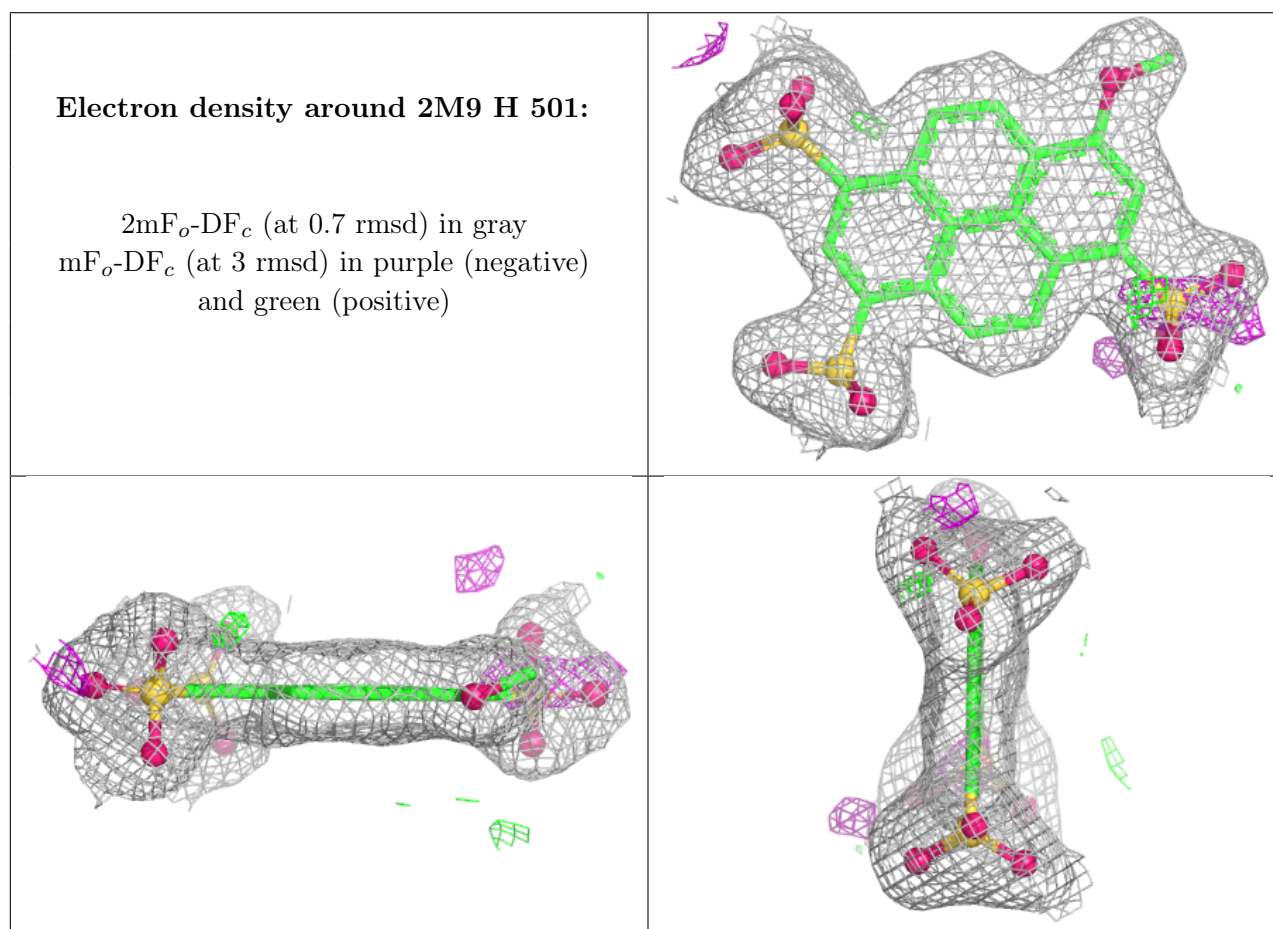 Electron density around 2M9 H 501:
2mFo-DFc (at 0.7 rmsd) in gray
mFo-DFc (at 3 rmsd) in purple (negative)
and green (positive)